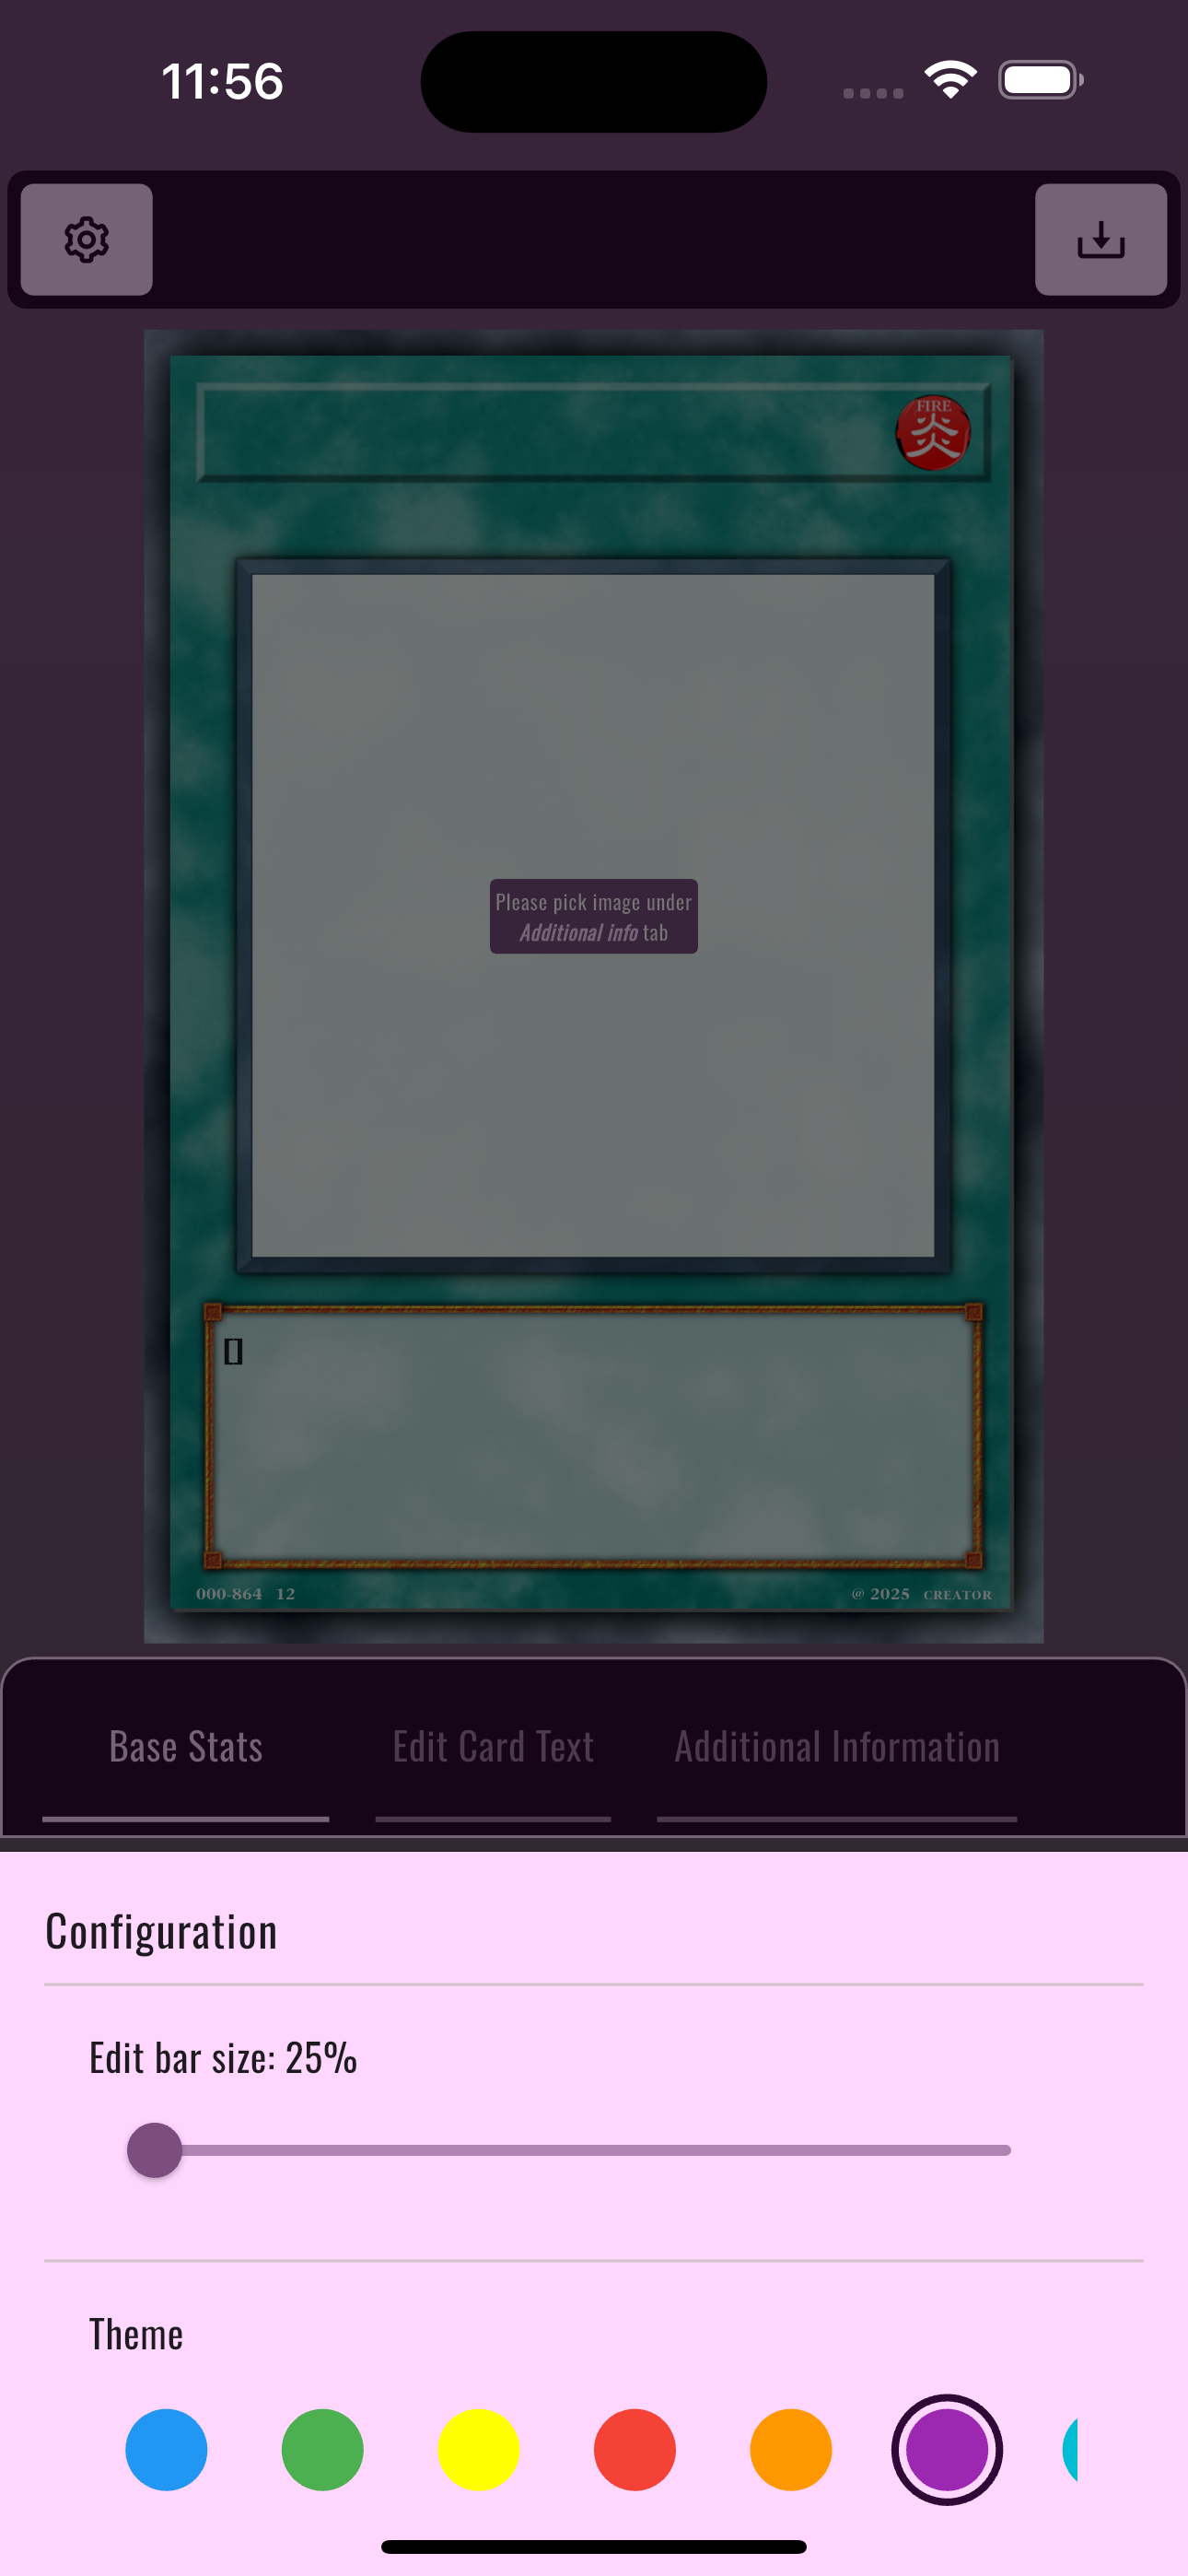 11:56
FIRE
炎
Please pick image under
Additional info tab
[]
000-864 12
@ 2025 CREATOR
Base Stats
Edit Card Text
Additional Information
Configuration
Edit bar size: 25%
Theme